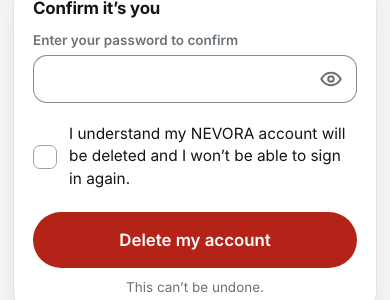 Confirm it’s you
Enter your password to confirm
I understand my NEVORA account will
be deleted and I won’t be able to sign
in again.
Delete my account
This can’t be undone.